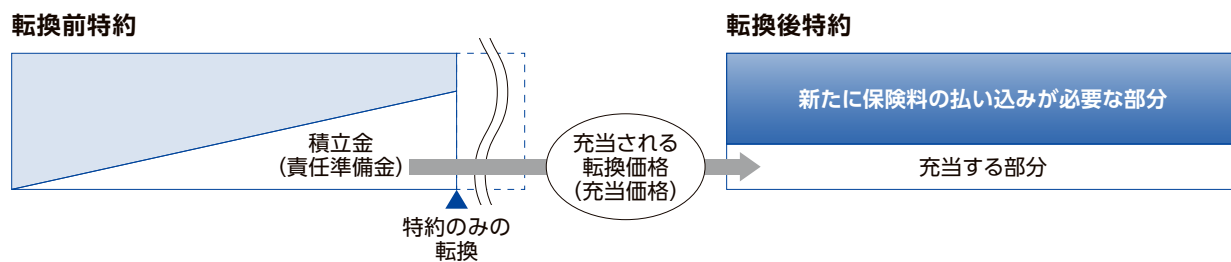 転換前特約
積立金
(責任準備金)
特約のみの
転換
充当される
転換価格
(充当価格)
転換後特約
新たに保険料の払い込みが必要な部分
充当する部分